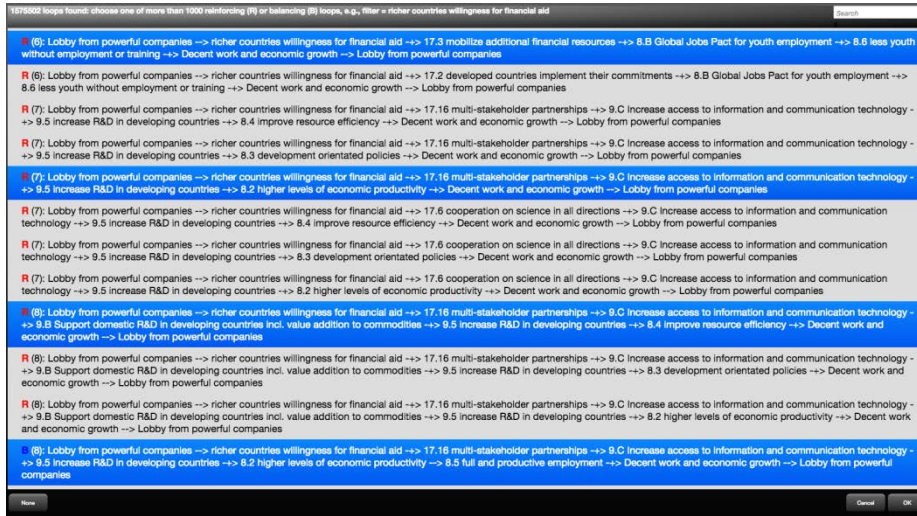 1575502 loops found: choose one of more than 1000 reinforcing (R) or balancing (B) loops, e.g., filter = richer countries willingness for financial aid
Search
R (6): Lobby from powerful companies --> richer countries willingness for financial aid -+> 17.3 mobilize additional financial resources -+> 8.B Global Jobs Pact for youth employment -+> 8.6 less youth
without employment or training -+> Decent work and economic growth --> Lobby from powerful companies
R (6): Lobby from powerful companies --> richer countries willingness for financial aid -+> 17.2 developed countries implement their commitments -+> 8.B Global Jobs Pact for youth employment -+>
8.6 less youth without employment or training -+> Decent work and economic growth --> Lobby from powerful companies
R (7): Lobby from powerful companies --> richer countries willingness for financial aid -+> 17.16 multi-stakeholder partnerships -+> 9.C Increase access to information and communication technology -
+> 9.5 increase R&D in developing countries -+> 8.4 improve resource efficiency -+> Decent work and economic growth --> Lobby from powerful companies
R (7): Lobby from powerful companies --> richer countries willingness for financial aid -+> 17.16 multi-stakeholder partnerships -+> 9.C Increase access to information and communication technology -
+> 9.5 increase R&D in developing countries -+> 8.3 development orientated policies -+> Decent work and economic growth --> Lobby from powerful companies
R (7): Lobby from powerful companies --> richer countries willingness for financial aid -+> 17.16 multi-stakeholder partnerships -+> 9.C Increase access to information and communication technology -
+> 9.5 increase R&D in developing countries -+> 8.2 higher levels of economic productivity -+> Decent work and economic growth --> Lobby from powerful companies
R (7): Lobby from powerful companies --> richer countries willingness for financial aid -+> 17.6 cooperation on science in all directions -+> 9.C Increase access to information and communication
technology -+> 9.5 increase R&D in developing countries -+> 8.4 improve resource efficiency -+> Decent work and economic growth --> Lobby from powerful companies
R (7): Lobby from powerful companies --> richer countries willingness for financial aid -+> 17.6 cooperation on science in all directions -+> 9.C Increase access to information and communication
technology -+> 9.5 increase R&D in developing countries -+> 8.3 development orientated policies -+> Decent work and economic growth --> Lobby from powerful companies
R (7): Lobby from powerful companies --> richer countries willingness for financial aid -+> 17.6 cooperation on science in all directions -+> 9.C Increase access to information and communication
technology -+> 9.5 increase R&D in developing countries -+> 8.2 higher levels of economic productivity -+> Decent work and economic growth --> Lobby from powerful companies
R (8): Lobby from powerful companies --> richer countries willingness for financial aid -+> 17.16 multi-stakeholder partnerships -+> 9.C Increase access to information and communication technology -
+> 9.B Support domestic R&D in developing countries incl. value addition to commodities -+> 9.5 increase R&D in developing countries -+> 8.4 improve resource efficiency -+> Decent work and
economic growth --> Lobby from powerful companies
R (8): Lobby from powerful companies --> richer countries willingness for financial aid -+> 17.16 multi-stakeholder partnerships -+> 9.C Increase access to information and communication technology -
+> 9.B Support domestic R&D in developing countries incl. value addition to commodities -+> 9.5 increase R&D in developing countries -+> 8.3 development orientated policies -+> Decent work and
economic growth --> Lobby from powerful companies
R (8): Lobby from powerful companies --> richer countries willingness for financial aid -+> 17.16 multi-stakeholder partnerships -+> 9.C Increase access to information and communication technology -
+> 9.B Support domestic R&D in developing countries incl. value addition to commodities -+> 9.5 increase R&D in developing countries -+> 8.2 higher levels of economic productivity -+> Decent work
and economic growth --> Lobby from powerful companies
B (8): Lobby from powerful companies --> richer countries willingness for financial aid -+> 17.16 multi-stakeholder partnerships -+> 9.C Increase access to information and communication technology -
+> 9.5 increase R&D in developing countries -+> 8.2 higher levels of economic productivity --> 8.5 full and productive employment -+> Decent work and economic growth --> Lobby from powerful
companies
None
Cancel
OK